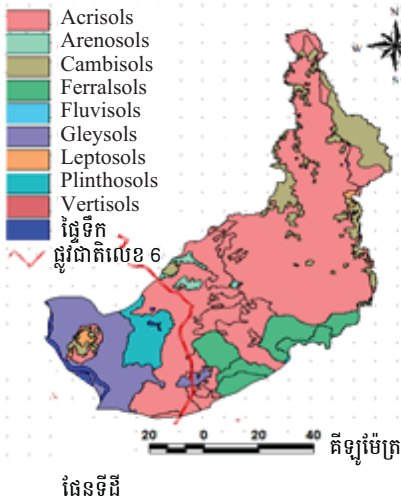 Acrisols
Arenosols
Cambisols
Ferralsols
Fluvisols
Gleysols
Leptosols
Plinthosols
Vertisols
ផ្ទៃទឹក
ផ្លូវជាតិលេខ 6
N
20 0 20 40 គីឡូម៉ែត្រ
ផែនទីដី